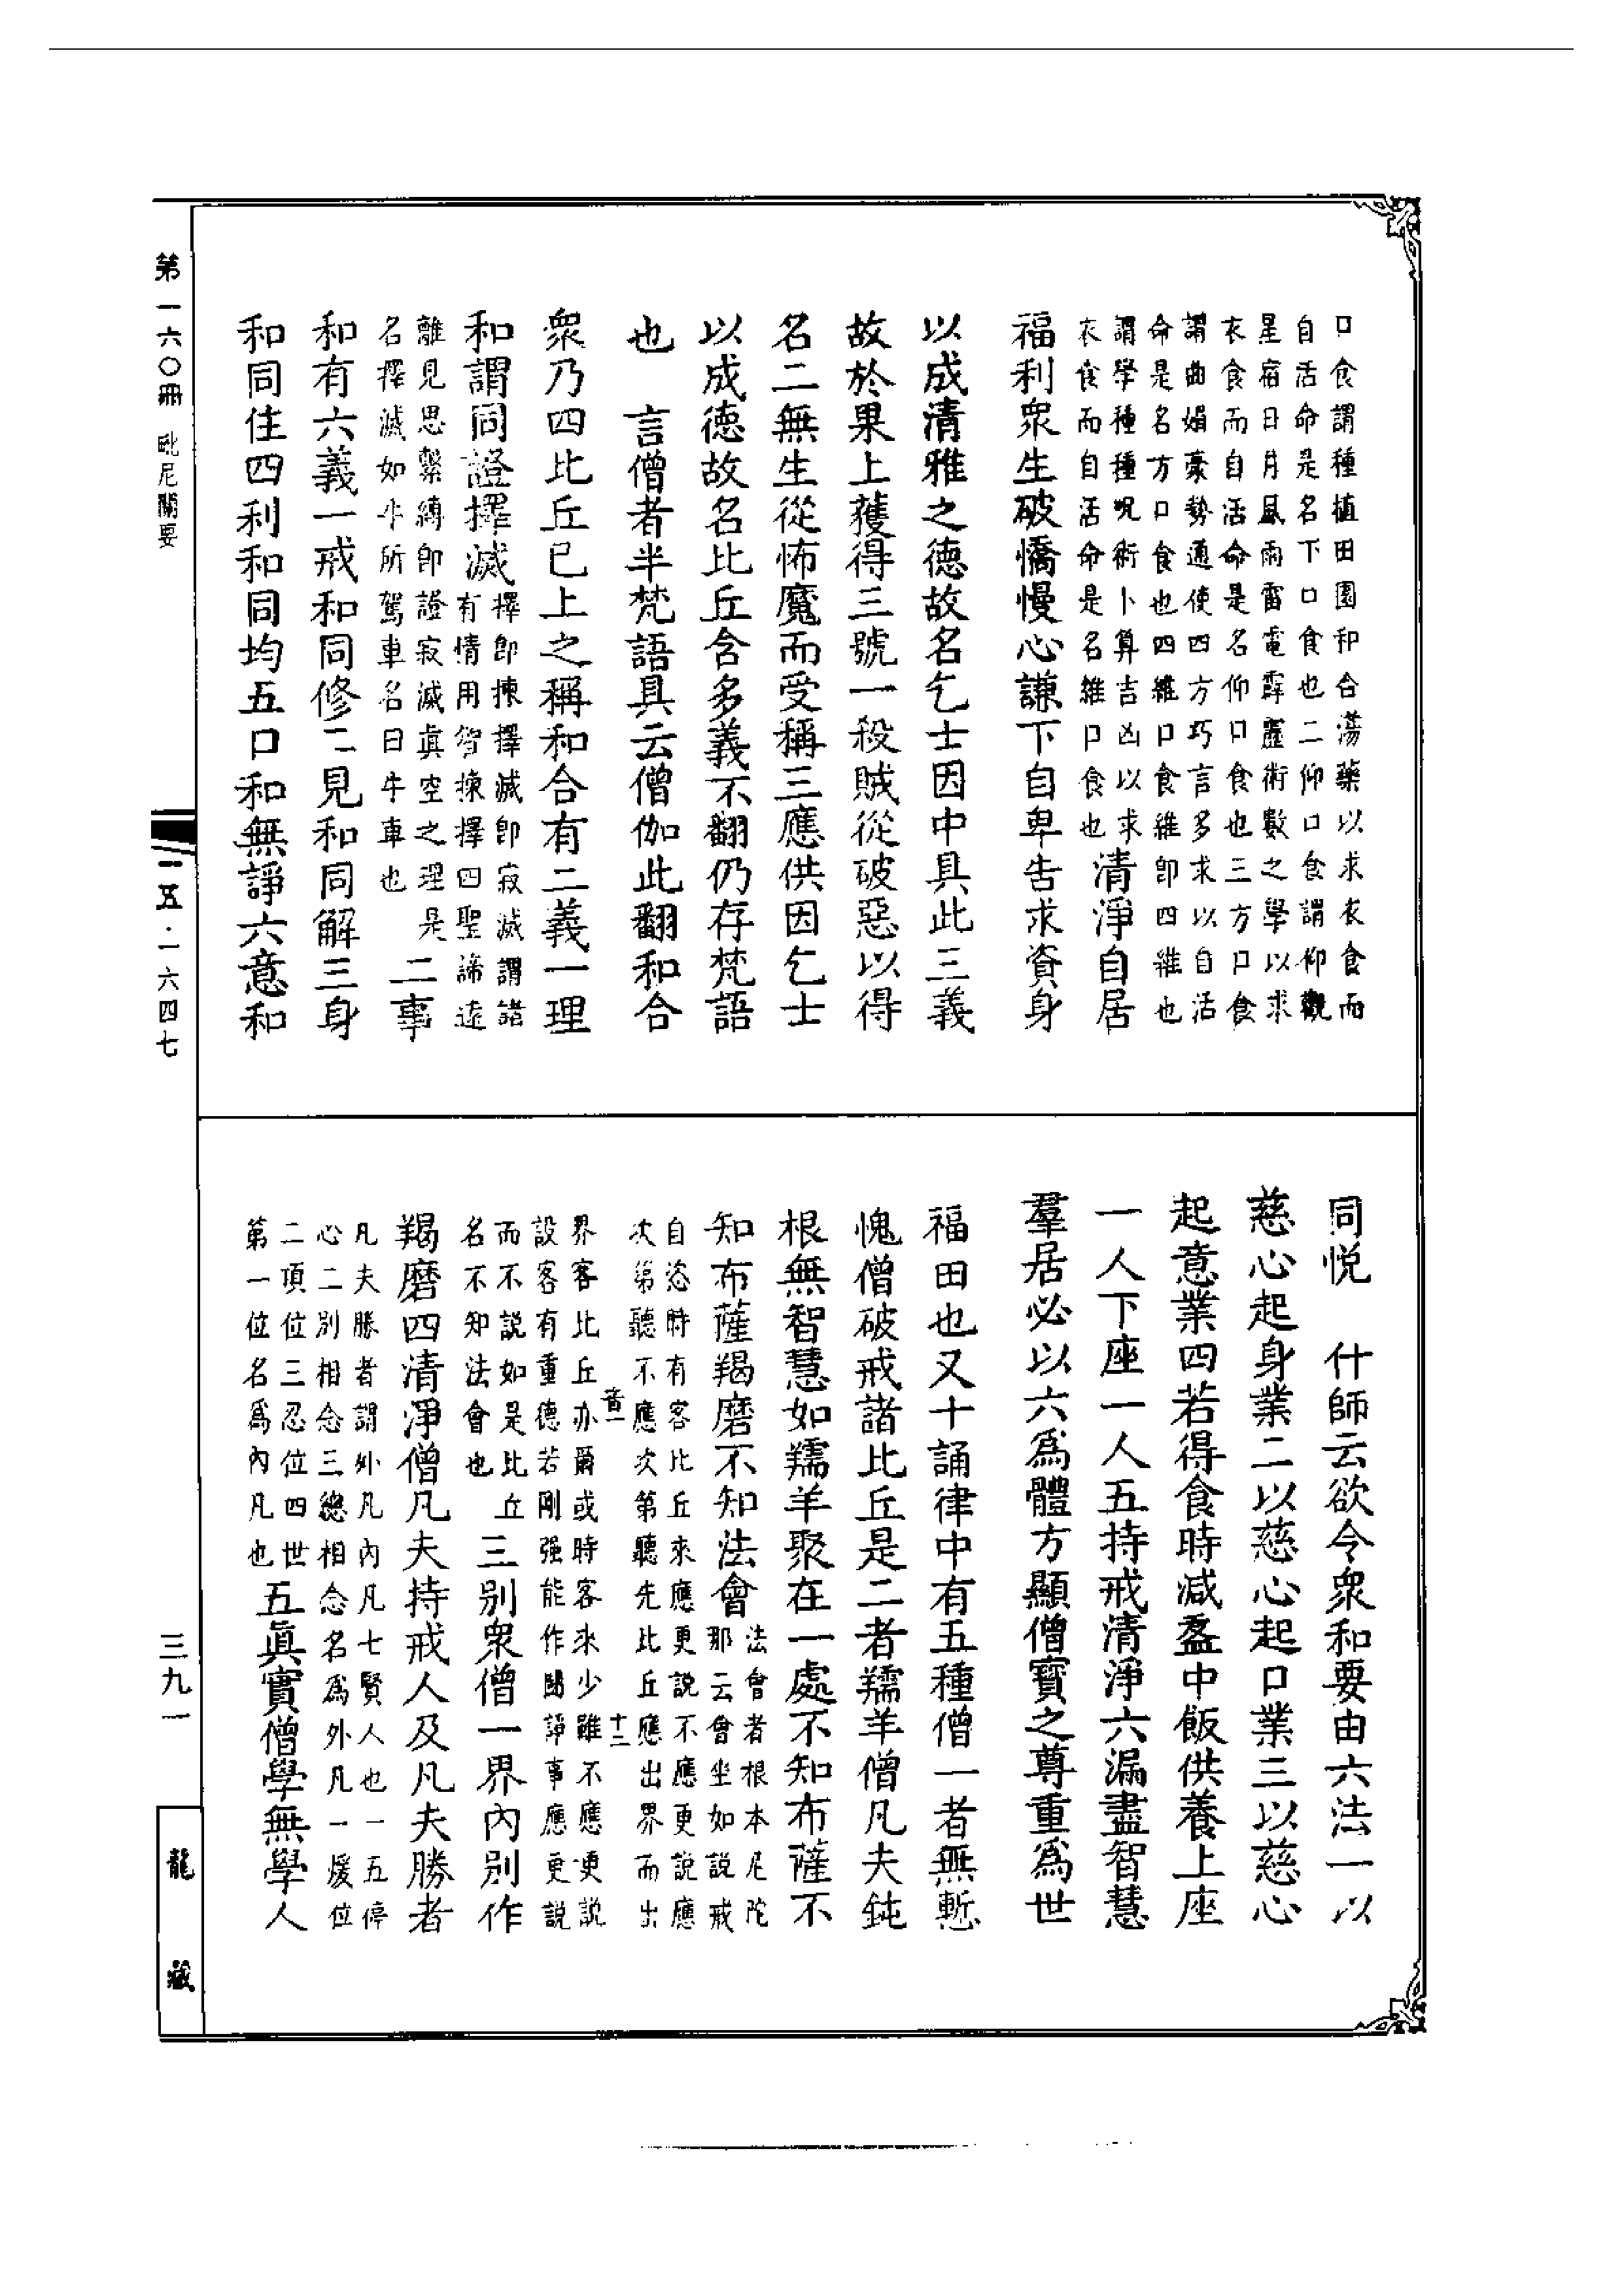 口食謂種植田園和合湯藥以求衣食而
自活命是名下口食也二仰口食謂仰觀
星宿日月風雨雷電霹靂術數之學以求
衣食而自活命是名仰口食也三方口食
謂曲媚豪勢通使四方巧言多求以自活
命是名方口食也四維口食維即四維也
謂學種種呪術卜算吉凶以求
衣食而自活命是名維口食也
清淨自居
福利衆生破憍慢心謙下自卑告求資身
以成清雅之德故名乞士因中具此三義
故於果上獲得三號一殺賊從破惡以得
名二無生從怖魔而受稱三應供因乞士
以成德故名比丘含多義不翻仍存梵語
也　言僧者半梵語具云僧伽此翻和合
衆乃四比丘已上之稱和合有二義一理
和謂同證擇滅
擇即揀擇滅即寂滅謂諸
有情用智揀擇四聖諦遠
離見思繫縛即證寂滅眞空之理是
名擇滅如牛所駕車名曰牛車也
二事
和有六義一戒和同修二見和同解三身
和同住四利和同均五口和無諍六意和
同悅　什師云欲令衆和要由六法一以
慈心起身業二以慈心起口業三以慈心
起意業四若得食時減盋中飯供養上座
一人下座一人五持戒清淨六漏盡智慧
羣居必以六爲體方顯僧寶之尊重爲世
福田也又十誦律中有五種僧一者無慙
愧僧破戒諸比丘是二者羺羊僧凡夫鈍
根無智慧如羺羊聚在一處不知布薩不
知布薩羯磨不知法會
法會者根本尼陀
那云會坐如說戒
自恣時有客比丘來應更說不應更說應
次第聽不應次第聽先比丘應出界而出
界客比丘亦爾或時客來少雖不應更說
設客有重德若剛强能作鬭諍事應更說
而不說如是比丘
名不知法會也
三別衆僧一界內別作
羯磨四清淨僧凡夫持戒人及凡夫勝者
凡夫勝者謂外凡內凡七賢人也一五停
心二別相念三總相念名爲外凡一煖位
二頂位三忍位四世
第一位名爲內凡也
五眞實僧學無學人
音一
十二
第一六〇冊　毗尼關要
一五·一六四七
三九一
龍藏